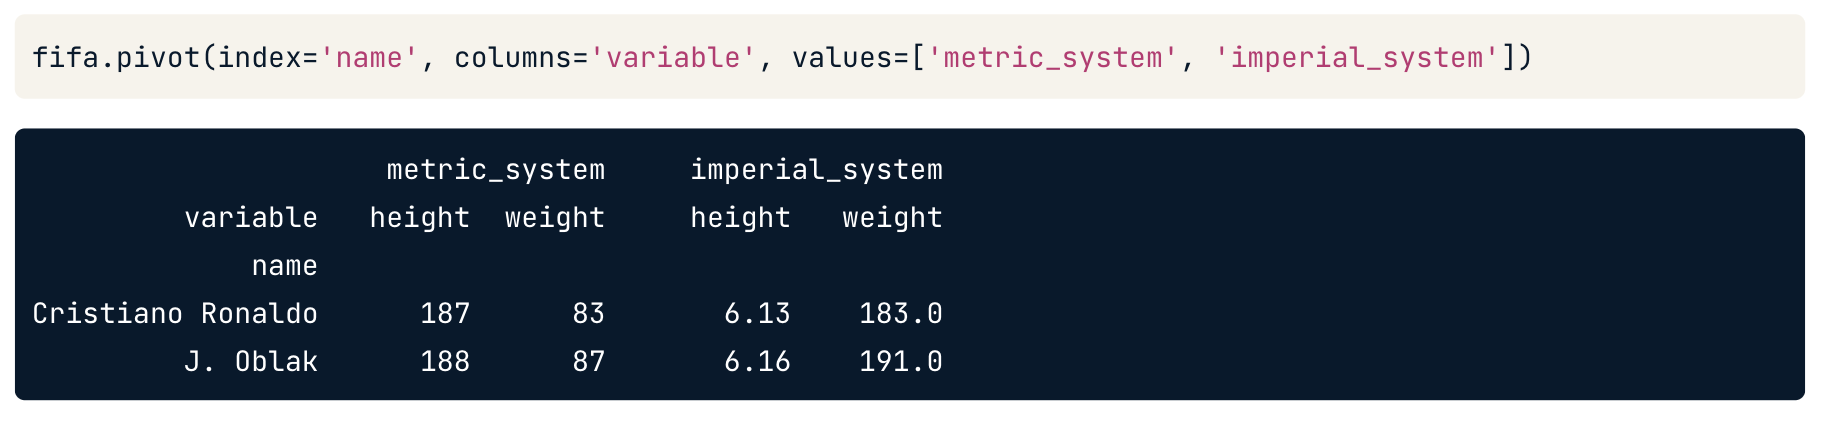 fifa.pivot(index='name', columns='variable', values=['metric_system', 'imperial_system'])
metric_system imperial_system
variable height weight height weight
name
Cristiano Ronaldo 187 83 6.13 183.0
J. Oblak 188 87 6.16 191.0